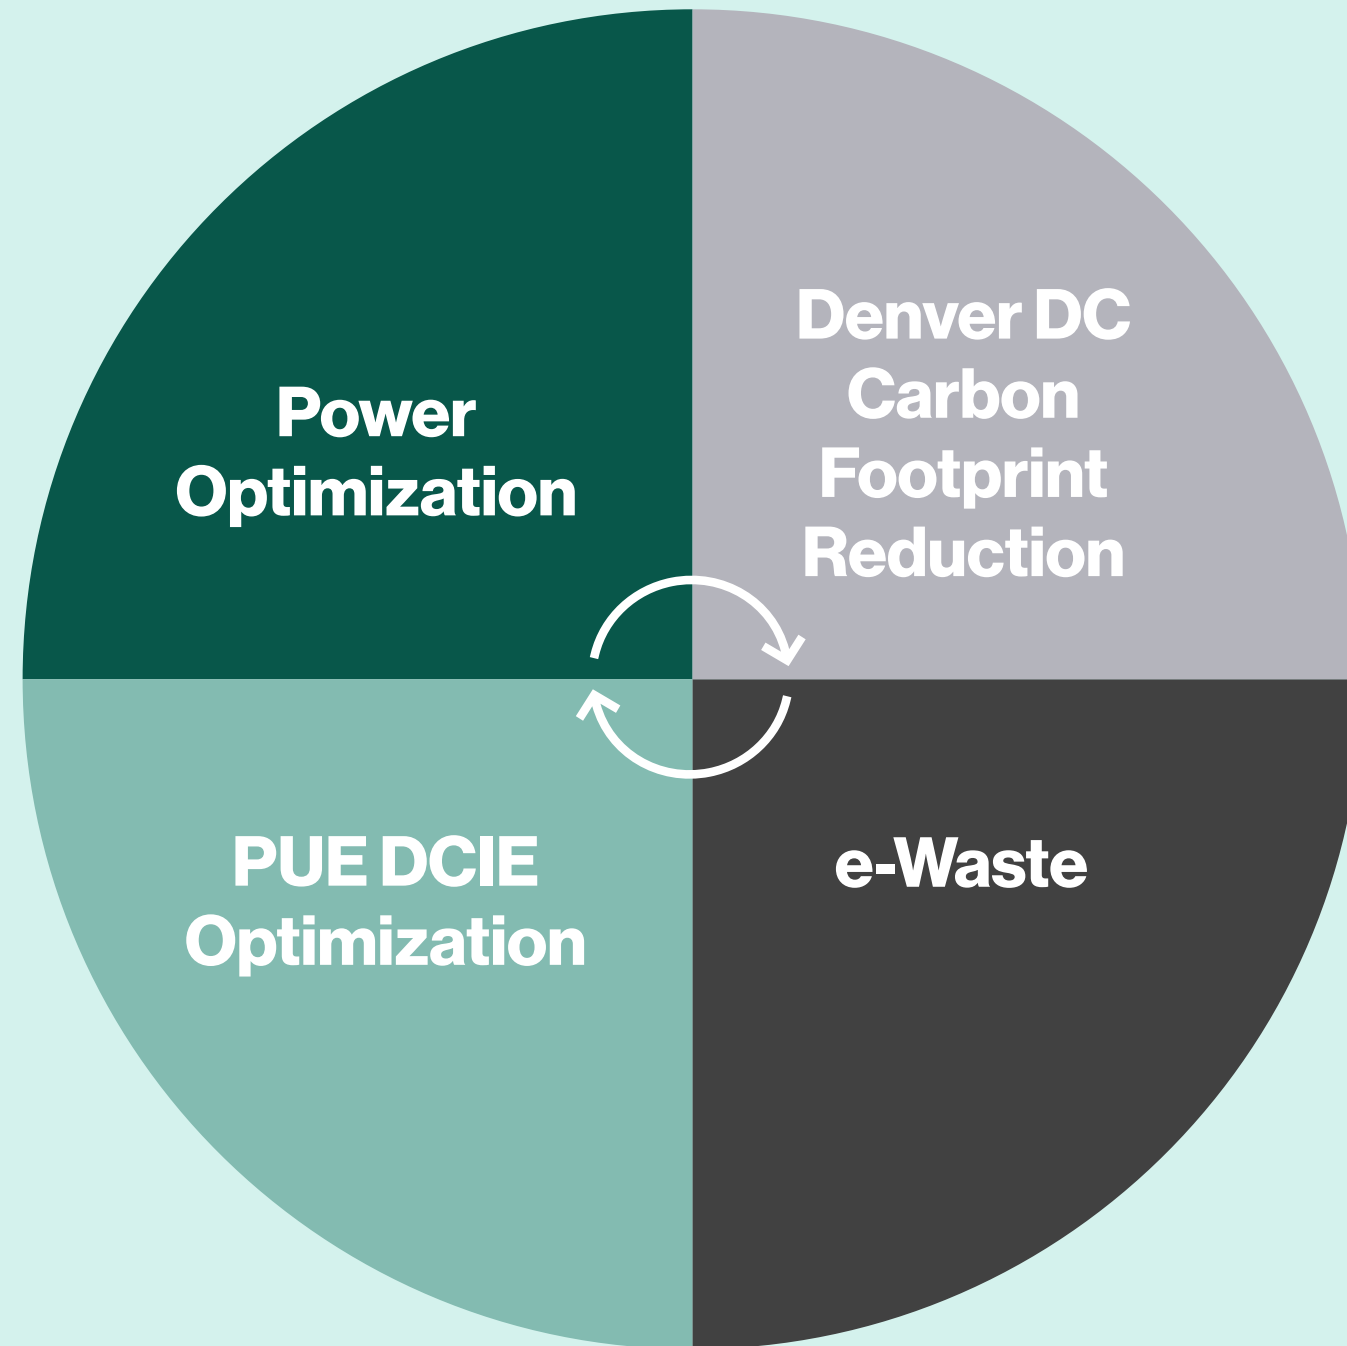 Power
Optimization
Denver DC
Carbon
Footprint
Reduction
PUE DCIE
Optimization
e-Waste